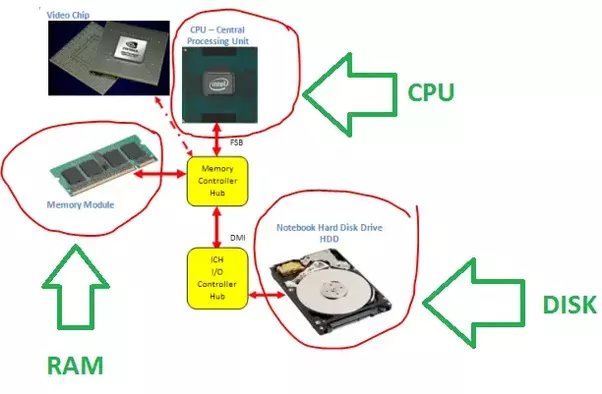 Video Chip
CPU – Central
Processing Unit
intel
CPU
FSB
Memory
Controller
Hub
Memory Module
DMI
Notebook Hard Disk Drive
HDD
ICH
I/O
Controller
Hub
DISK
RAM